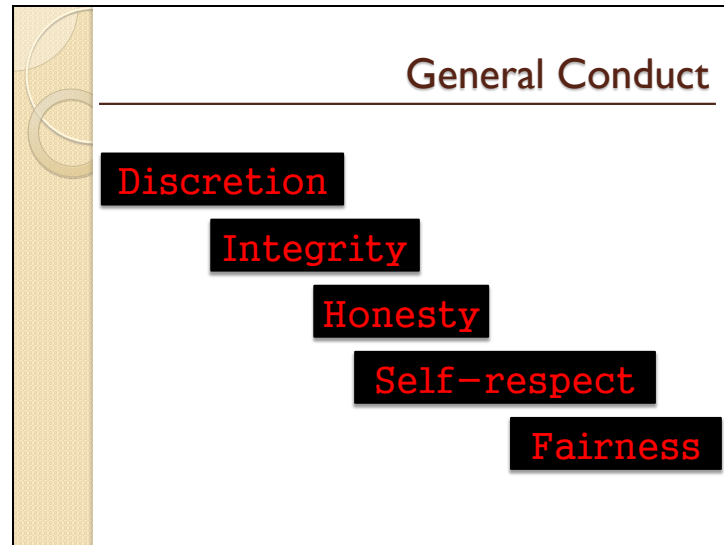 General Conduct
Discretion
Integrity
Honesty
Self-respect
Fairness